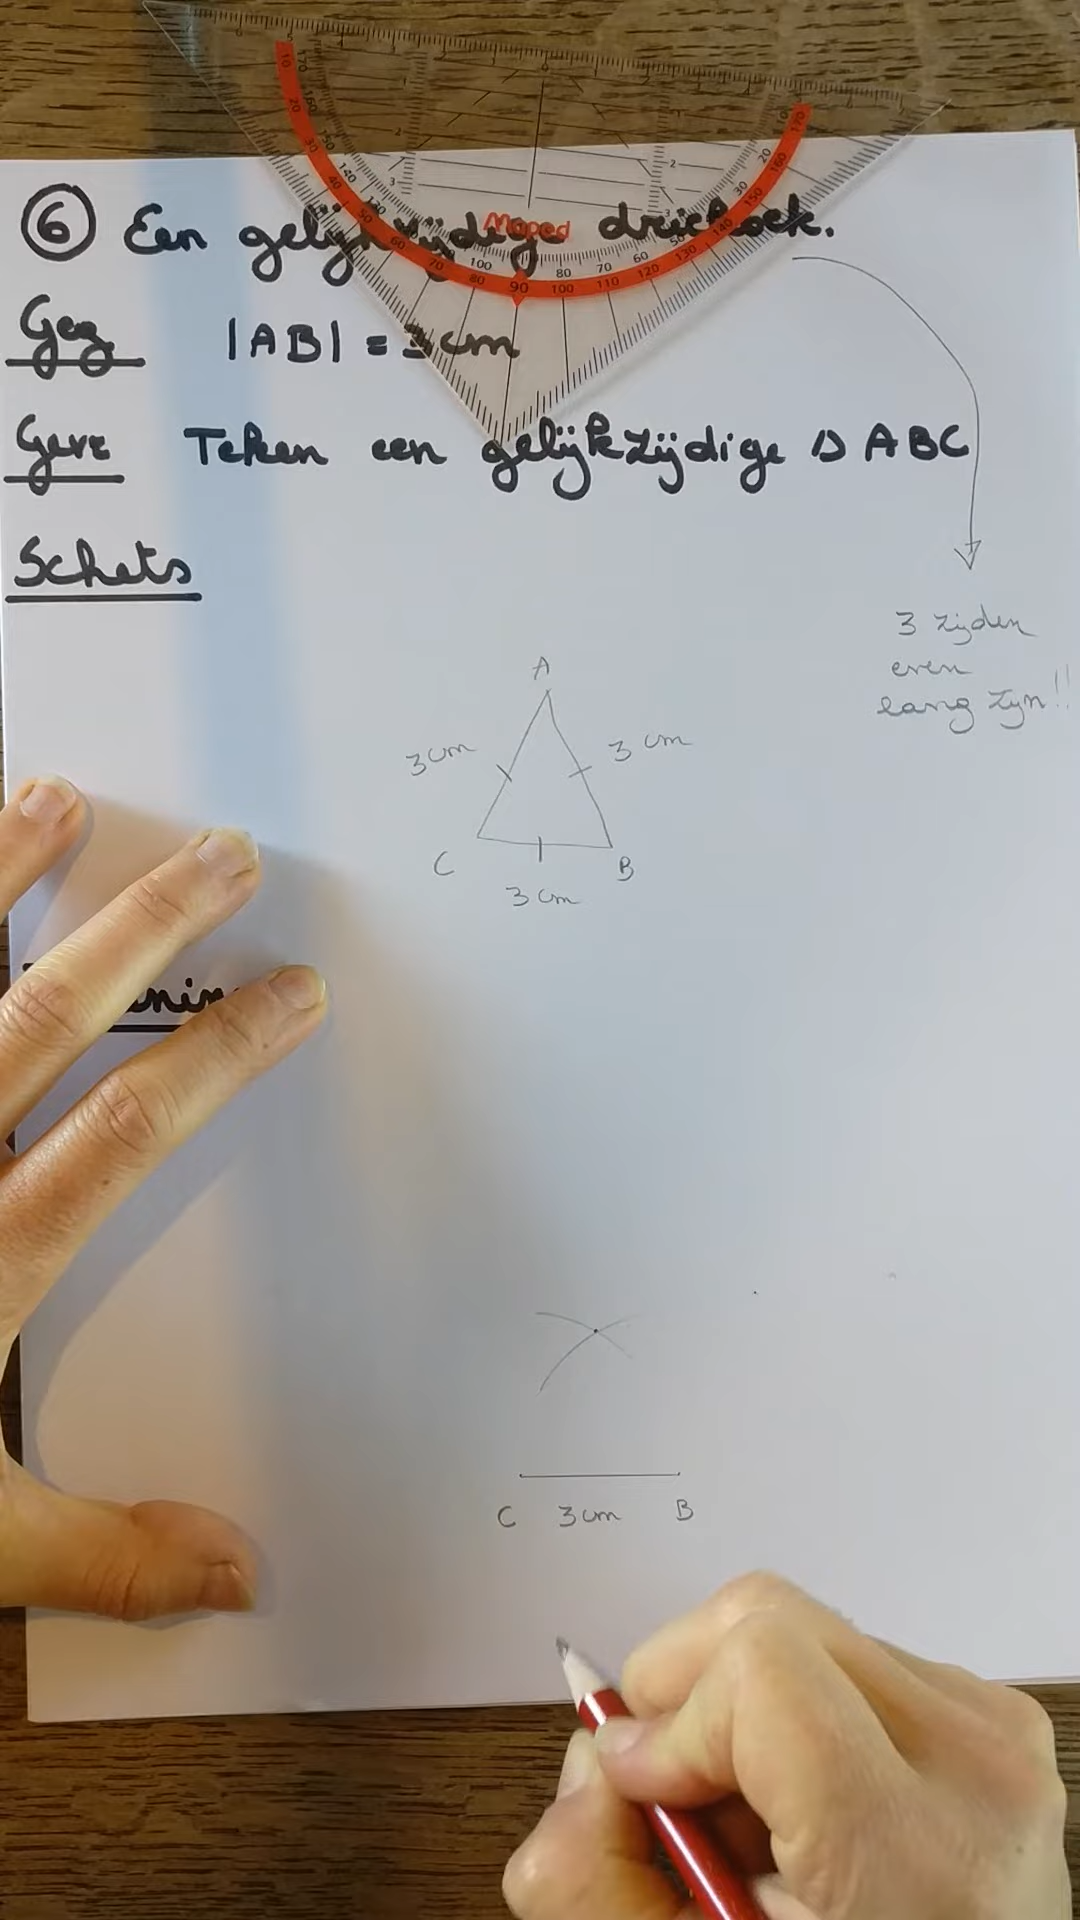 6 Een gelijkzijdige driehoek.
Geg |AB| = 3 cm
Gevr Teken een gelijkzijdige △ ABC
Schets
3 zijden
even
lang zijn!!
A
3 cm 3 cm
C B
3 cm
C 3 cm B
Maped